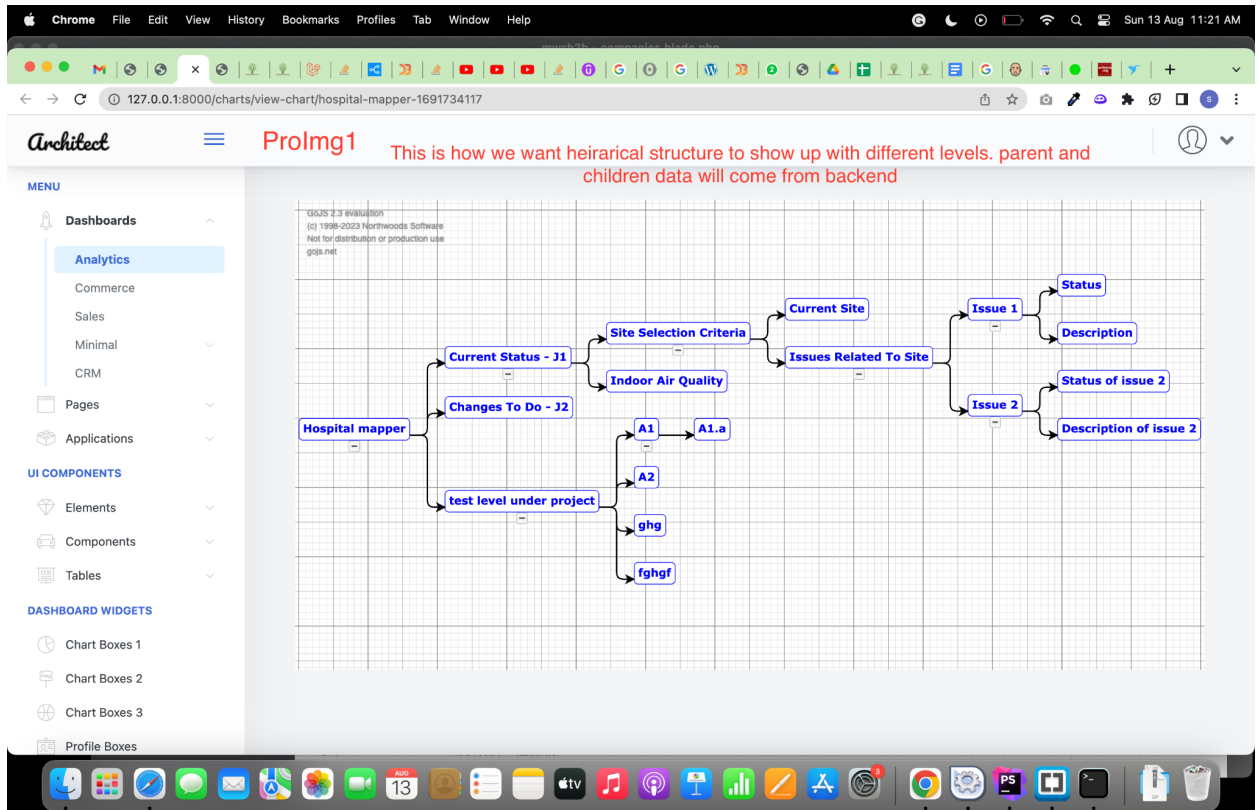 Chrome File Edit View History Bookmarks Profiles Tab Window Help Sun 13 Aug 11:21 AM
127.0.0.1:8000/charts/view-chart/hospital-mapper-1691734117
Architect
ProImg1
This is how we want heirarical structure to show up with different levels. parent and
children data will come from backend
MENU
Dashboards
Analytics
Commerce
Sales
Minimal
CRM
Pages
Applications
UI COMPONENTS
Elements
Components
Tables
DASHBOARD WIDGETS
Chart Boxes 1
Chart Boxes 2
Chart Boxes 3
Profile Boxes
GoJS 2.3 evaluation
(c) 1998-2023 Northwoods Software
Not for distribution or production use
gojs.net
Hospital mapper
Current Status - J1
Changes To Do - J2
test level under project
Site Selection Criteria
Indoor Air Quality
A1
A1.a
A2
ghg
fghgf
Current Site
Issues Related To Site
Issue 1
Issue 2
Status
Description
Status of issue 2
Description of issue 2
AUG
13
tv
PS
3